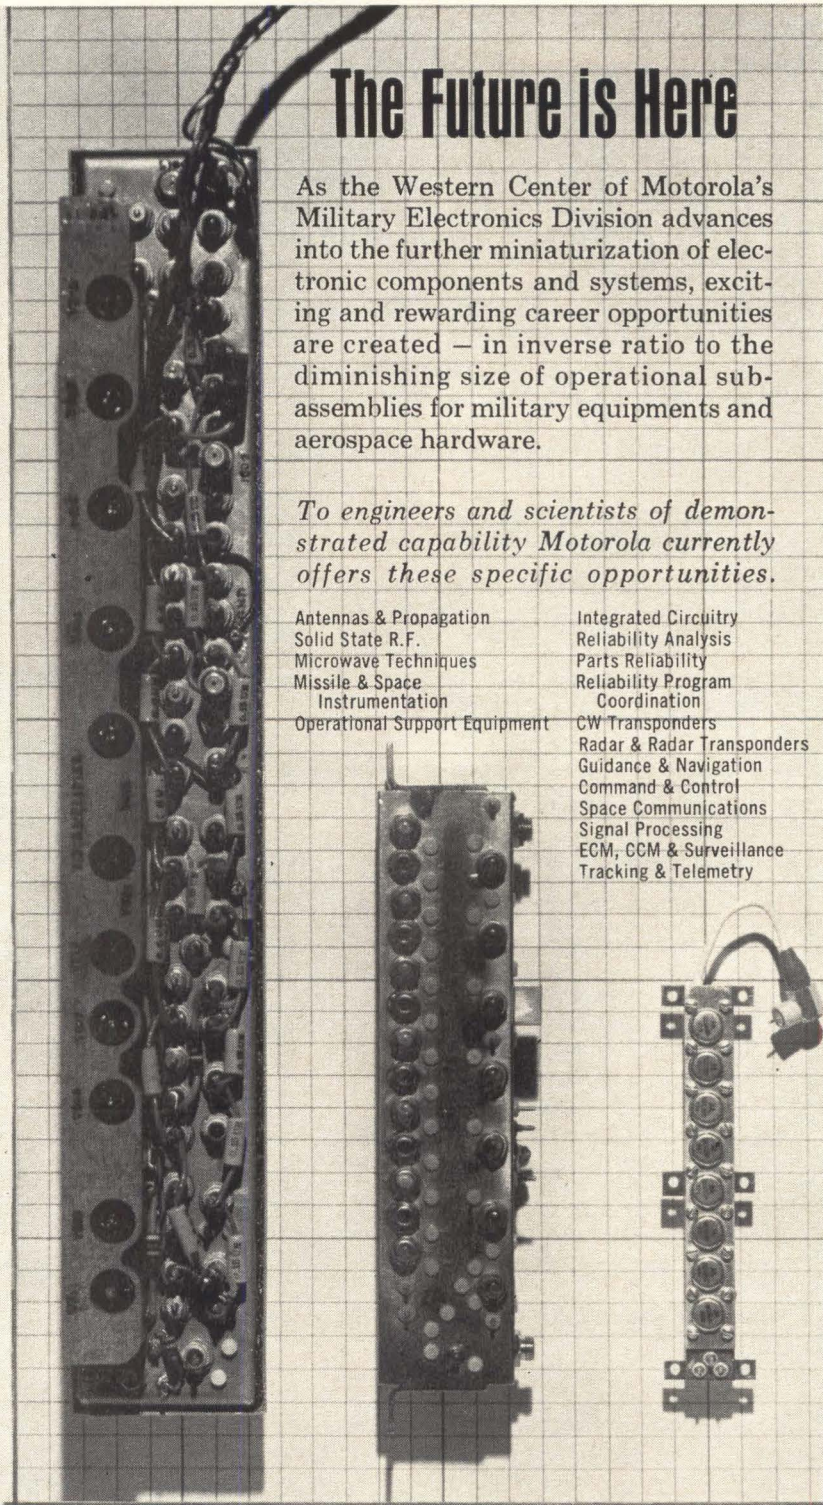 The Future is Here
As the Western Center of Motorola's
Military Electronics Division advances
into the further miniaturization of elec-
tronic components and systems, excit-
ing and rewarding career opportunities
are created — in inverse ratio to the
diminishing size of operational sub-
assemblies for military equipments and
aerospace hardware.
To engineers and scientists of demon-
strated capability Motorola currently
offers these specific opportunities.
Antennas & Propagation
Solid State R.F.
Microwave Techniques
Missile & Space
Instrumentation
Operational Support Equipment
Integrated Circuitry
Reliability Analysis
Parts Reliability
Reliability Program
Coordination
CW Transponders
Radar & Radar Transponders
Guidance & Navigation
Command & Control
Space Communications
Signal Processing
ECM, CCM & Surveillance
Tracking & Telemetry